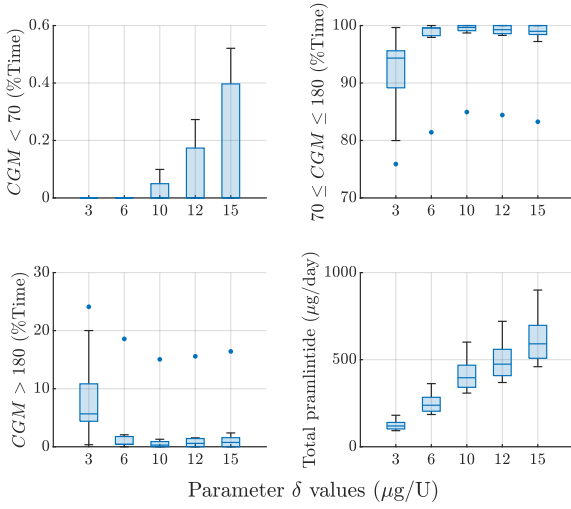 0.6
0.4
0.2
0
CGM < 70 (%Time)
3 6 10 12 15
100
90
80
70
70 ≤ CGM ≤ 180 (%Time)
3 6 10 12 15
30
20
10
0
CGM > 180 (%Time)
3 6 10 12 15
1000
500
0
Total pramlintide (μg/day)
3 6 10 12 15
Parameter δ values (μg/U)